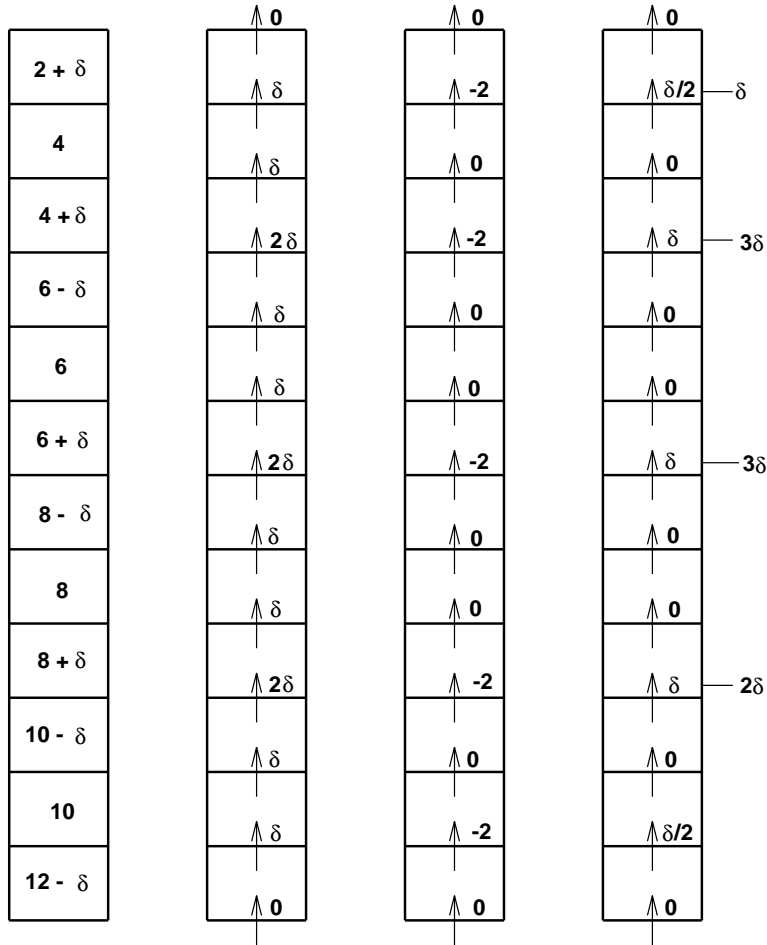 0 0 0
2 + δ
δ -2 δ/2 δ
4
δ 0 0
4 + δ
2δ -2 δ 3δ
6 - δ
δ 0 0
6
δ 0 0
6 + δ
2δ -2 δ 3δ
8 - δ
δ 0 0
8
δ 0 0
8 + δ
2δ -2 δ 2δ
10 - δ
δ 0 0
10
δ -2 δ/2
12 - δ
0 0 0